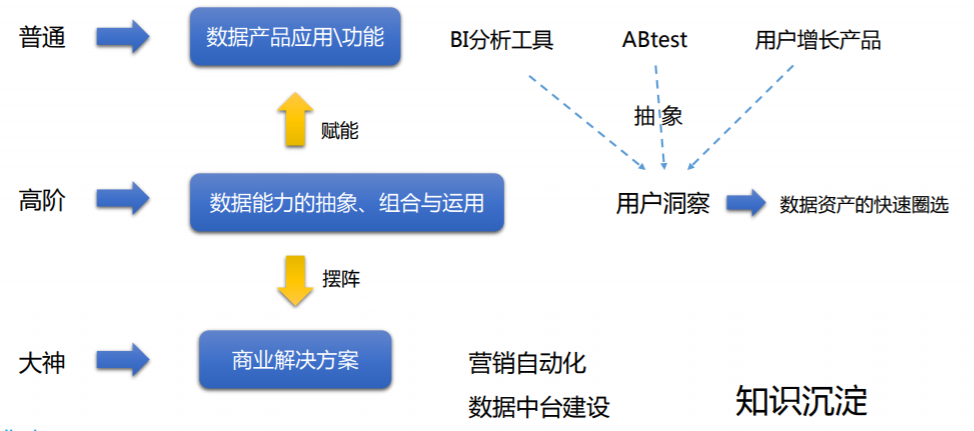 普通
数据产品应用\功能
BI分析工具
ABtest
用户增长产品
赋能
抽象
高阶
数据能力的抽象、组合与运用
用户洞察
数据资产的快速圈选
摆阵
大神
商业解决方案
营销自动化
数据中台建设
知识沉淀